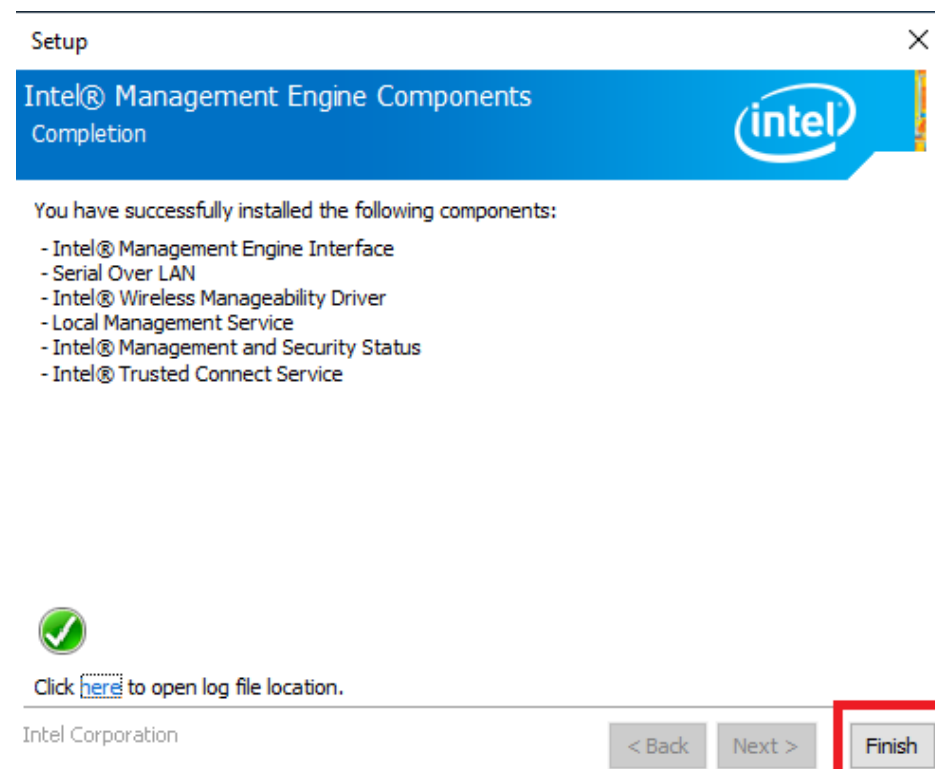 Setup
Intel® Management Engine Components
Completion
intel
You have successfully installed the following components:
- Intel® Management Engine Interface
- Serial Over LAN
- Intel® Wireless Manageability Driver
- Local Management Service
- Intel® Management and Security Status
- Intel® Trusted Connect Service
Click here to open log file location.
Intel Corporation
< Back Next > Finish